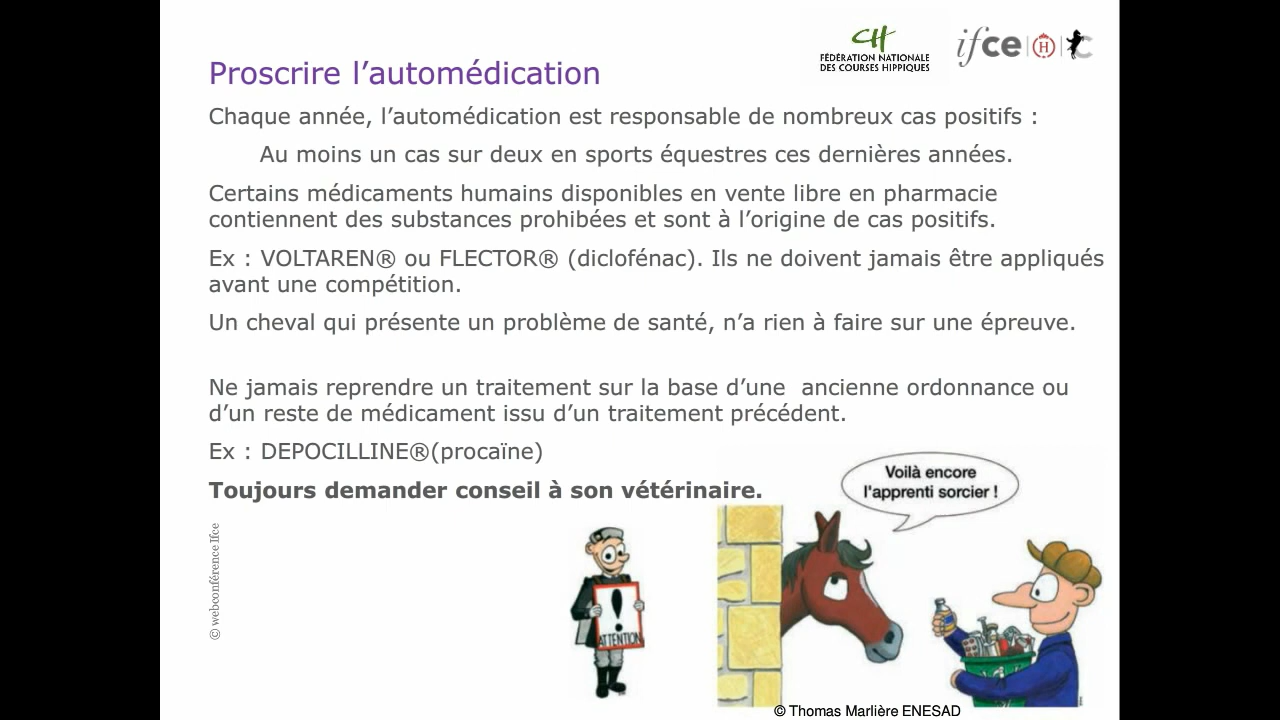 CH
FÉDÉRATION NATIONALE
DES COURSES HIPPIQUES
ifce
H
C
Proscrire l’automédication
Chaque année, l’automédication est responsable de nombreux cas positifs :
Au moins un cas sur deux en sports équestres ces dernières années.
Certains médicaments humains disponibles en vente libre en pharmacie
contiennent des substances prohibées et sont à l’origine de cas positifs.
Ex : VOLTAREN® ou FLECTOR® (diclofénac). Ils ne doivent jamais être appliqués
avant une compétition.
Un cheval qui présente un problème de santé, n’a rien à faire sur une épreuve.
Ne jamais reprendre un traitement sur la base d’une  ancienne ordonnance ou
d’un reste de médicament issu d’un traitement précédent.
Ex : DEPOCILLINE®(procaïne)
Toujours demander conseil à son vétérinaire.
Voilà encore
l'apprenti sorcier !
!
ATTENTION
© webconférence Ifce
© Thomas Marlière ENESAD